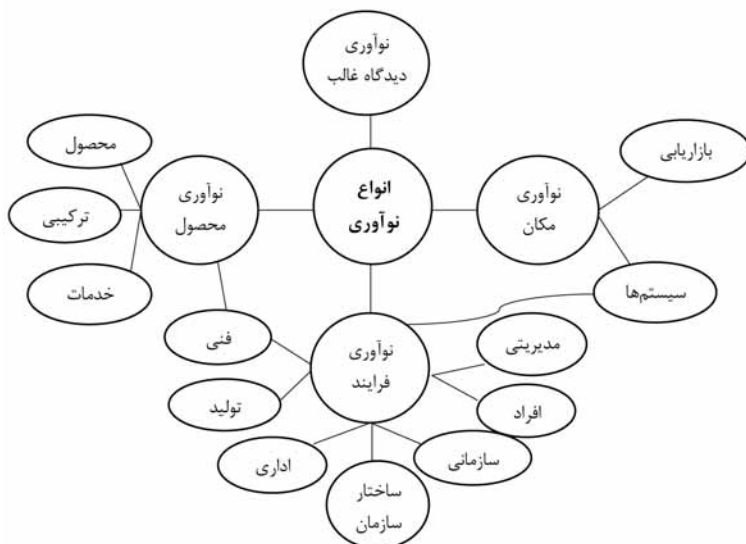 نوآوری
دیدگاه غالب
محصول
ترکیبی
خدمات
نوآوری
محصول
انواع
نوآوری
نوآوری
مکان
بازاریابی
سیستم‌ها
فنی
تولید
اداری
نوآوری
فرایند
مدیریتی
افراد
سازمانی
ساختار
سازمان